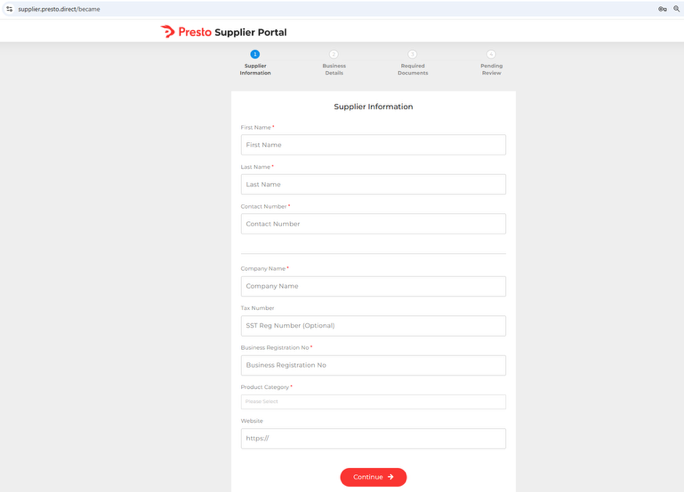 supplier.presto.direct/became
Presto Supplier Portal
1
Supplier
Information
2
Business
Details
3
Required
Documents
4
Pending
Review
Supplier Information
First Name *
First Name
Last Name *
Last Name
Contact Number *
Contact Number
Company Name *
Company Name
Tax Number
SST Reg Number (Optional)
Business Registration No *
Business Registration No
Product Category *
Please Select
Website
https://
Continue →